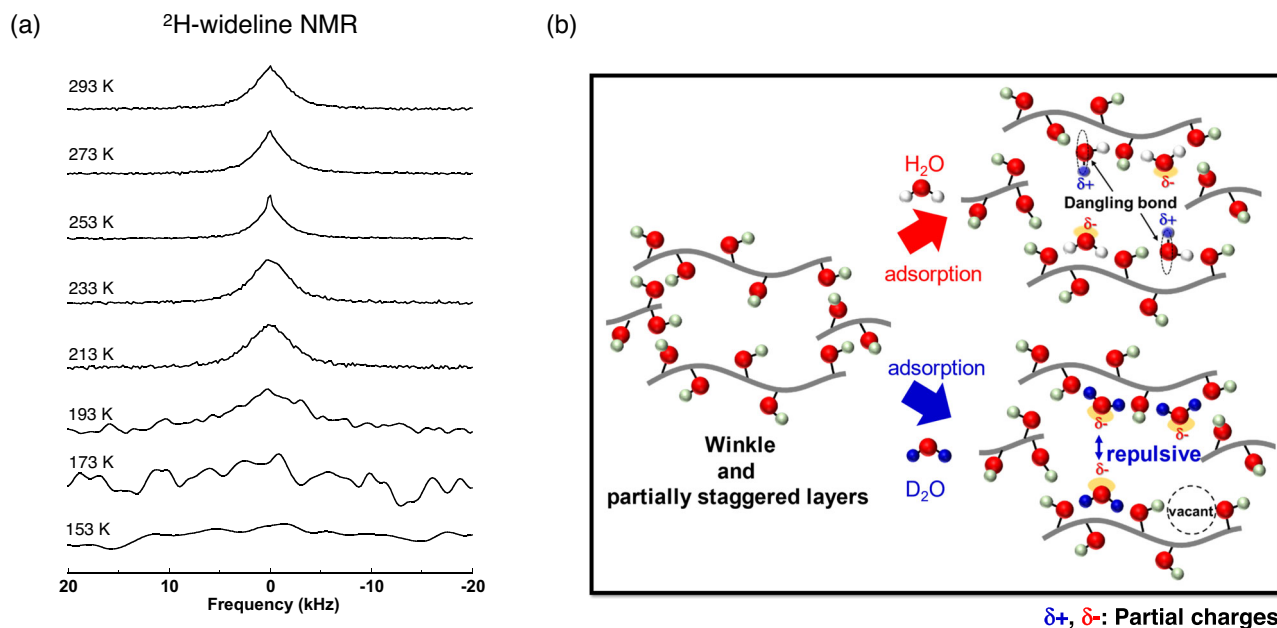 (a)
²H-wideline NMR
293 K
273 K
253 K
233 K
213 K
193 K
173 K
153 K
20 10 0 -10 -20
Frequency (kHz)
(b)
Winkle
and
partially staggered layers
H₂O
adsorption
δ+
δ-
Dangling bond
δ-
δ+
adsorption
D₂O
δ-
δ-
repulsive
δ-
vacant
δ+, δ-: Partial charges